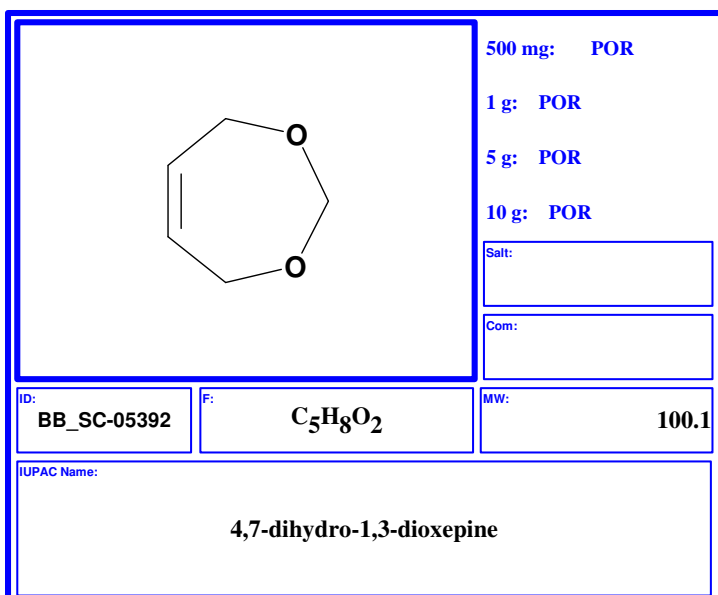 O
O
500 mg: POR
1 g: POR
5 g: POR
10 g: POR
Salt:
Com:
ID:
BB_SC-05392
F:
C5H8O2
MW:
100.1
IUPAC Name:
4,7-dihydro-1,3-dioxepine